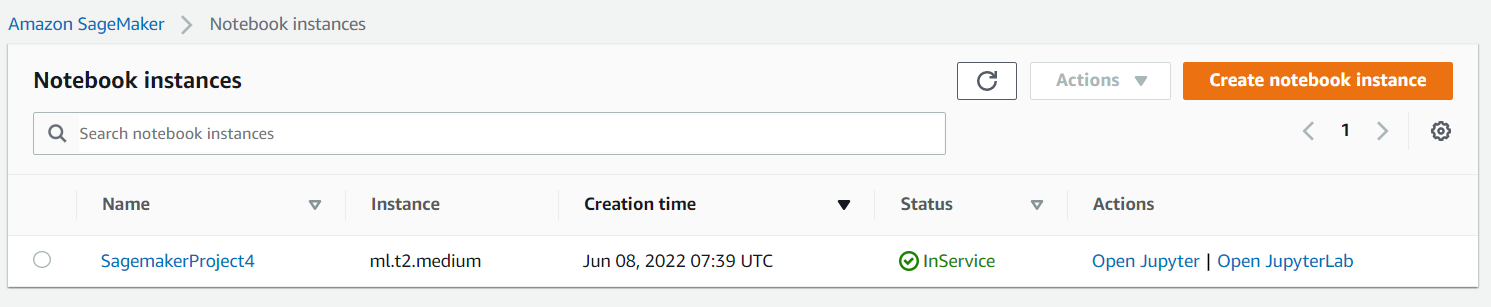 Amazon SageMaker > Notebook instances
Notebook instances
Actions
Create notebook instance
Search notebook instances
1
Name Instance Creation time Status Actions
SagemakerProject4 ml.t2.medium Jun 08, 2022 07:39 UTC InService Open Jupyter | Open JupyterLab